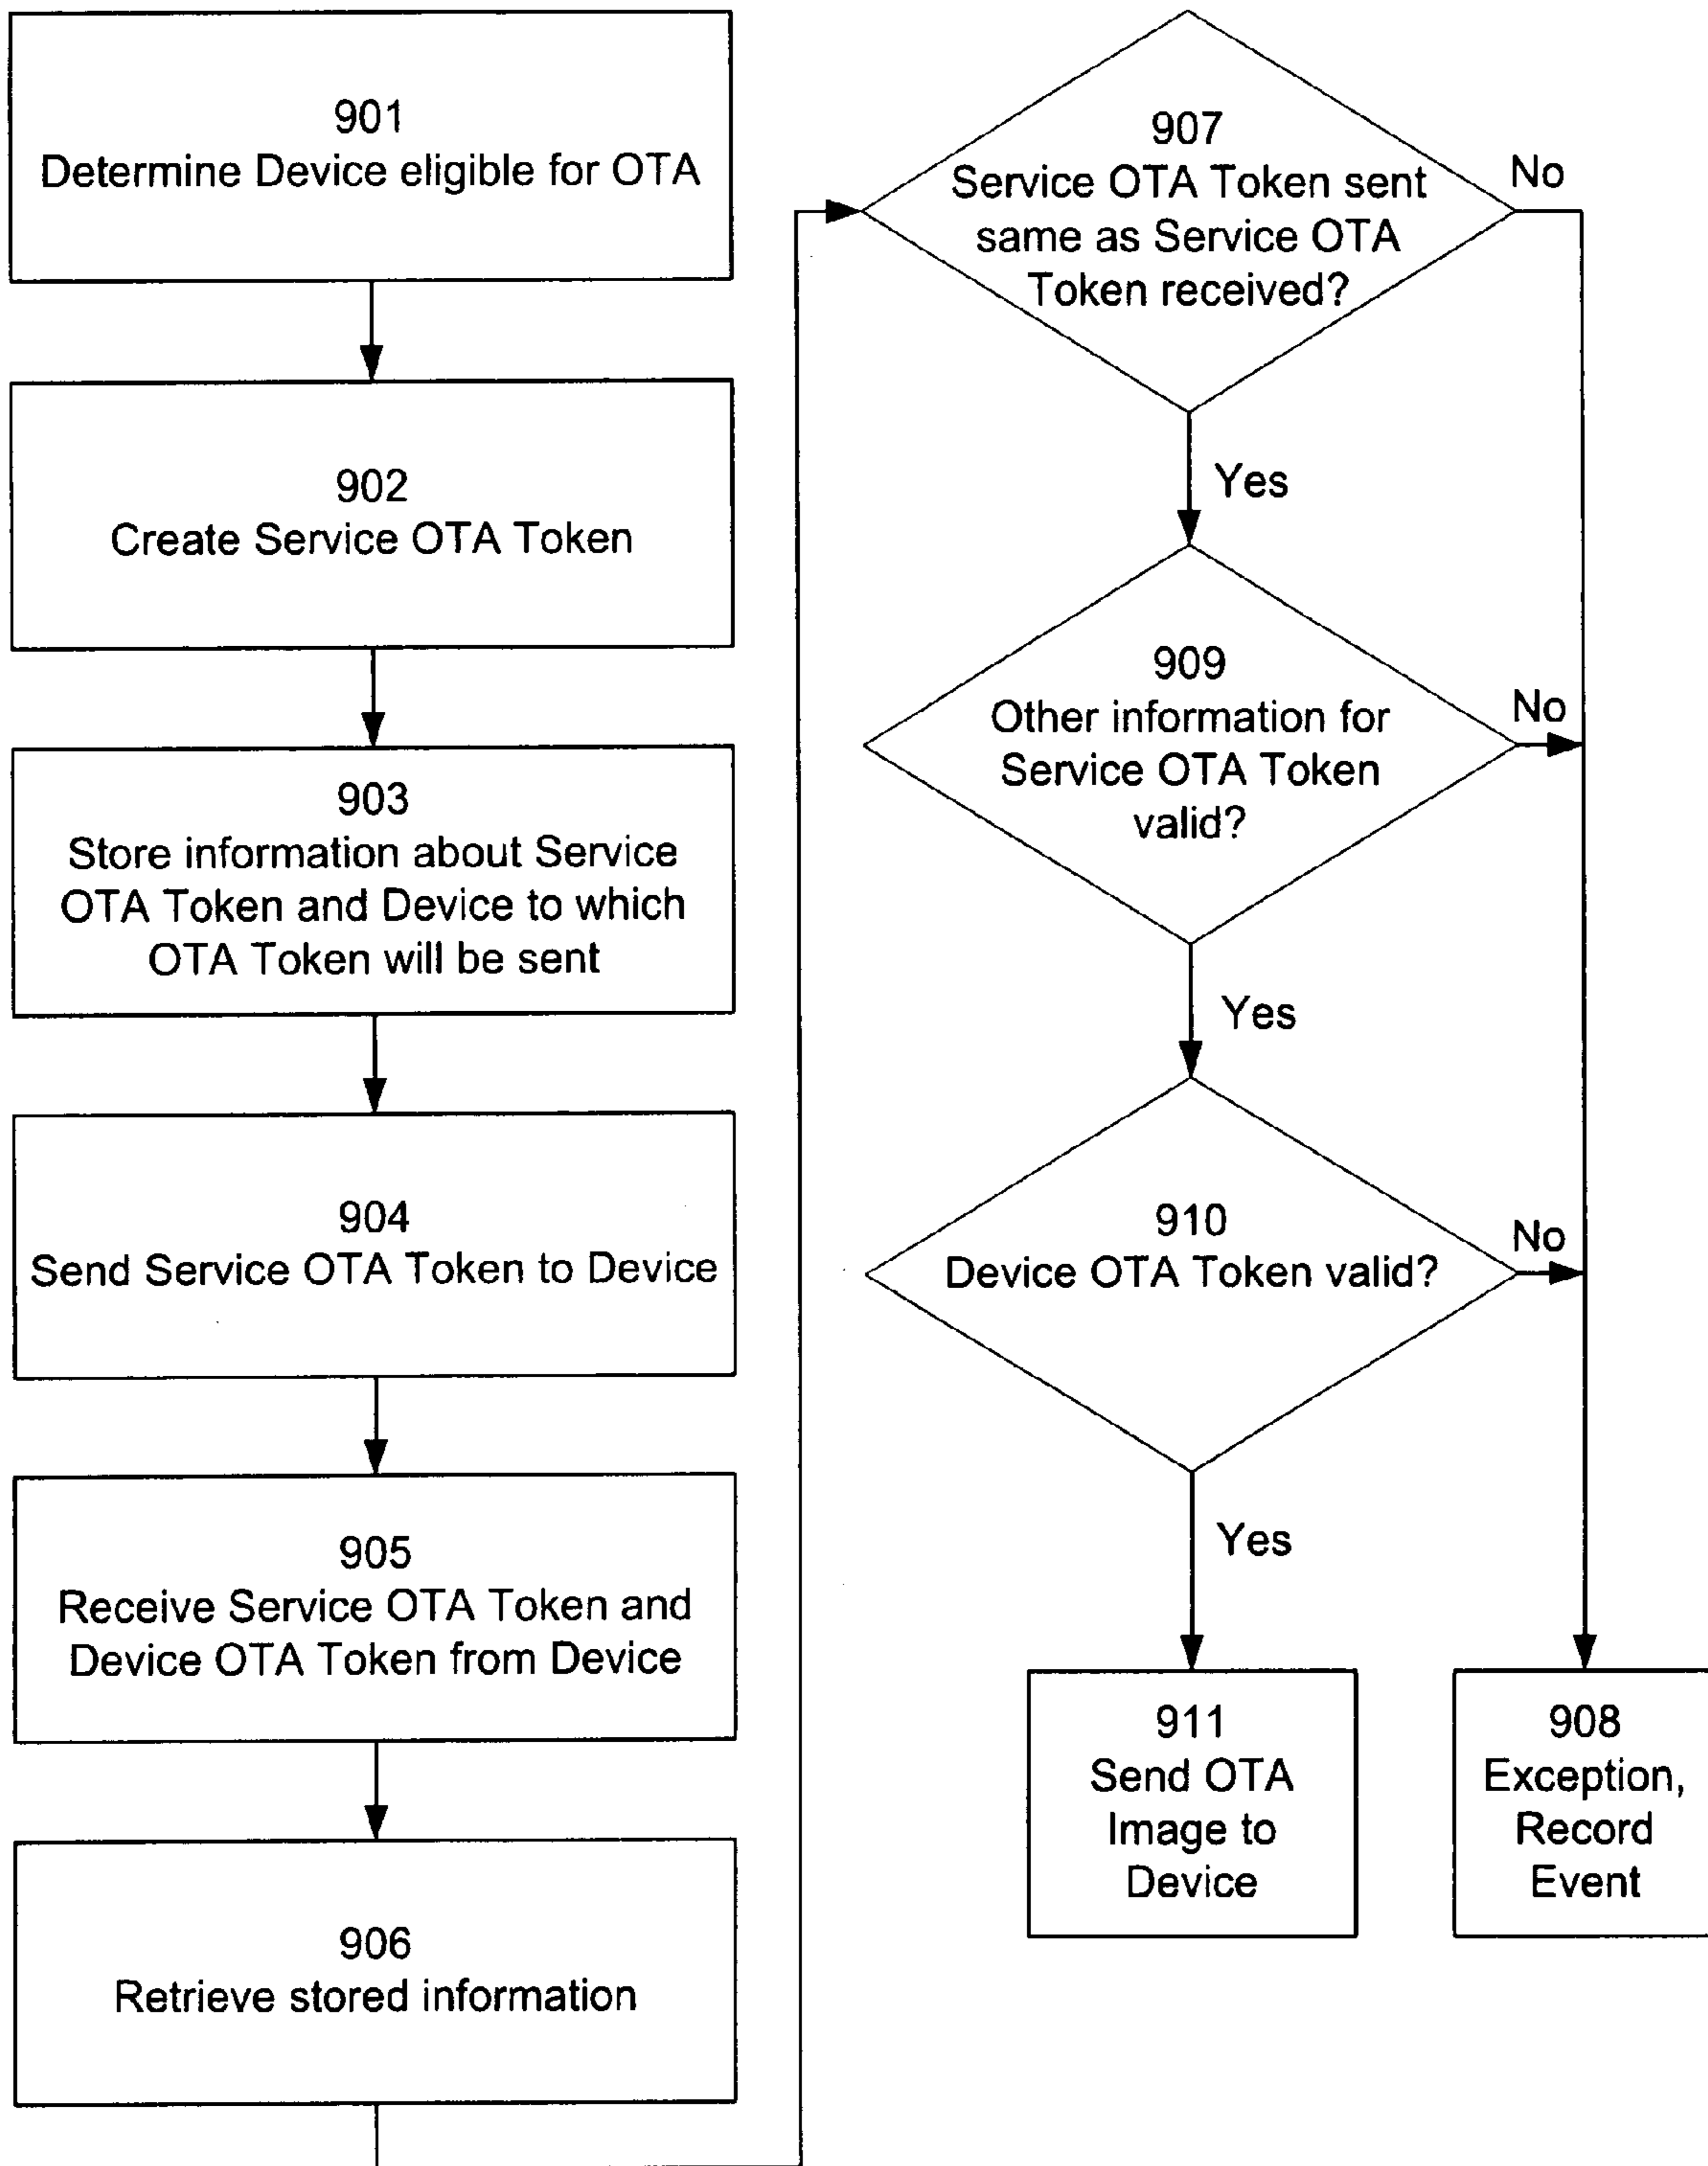 901
Determine Device eligible for OTA
902
Create Service OTA Token
903
Store information about Service
OTA Token and Device to which
OTA Token will be sent
904
Send Service OTA Token to Device
905
Receive Service OTA Token and
Device OTA Token from Device
906
Retrieve stored information
907
Service OTA Token sent
same as Service OTA
Token received?
No
Yes
909
Other information for
Service OTA Token
valid?
No
Yes
910
Device OTA Token valid?
No
Yes
911
Send OTA
Image to
Device
908
Exception,
Record
Event